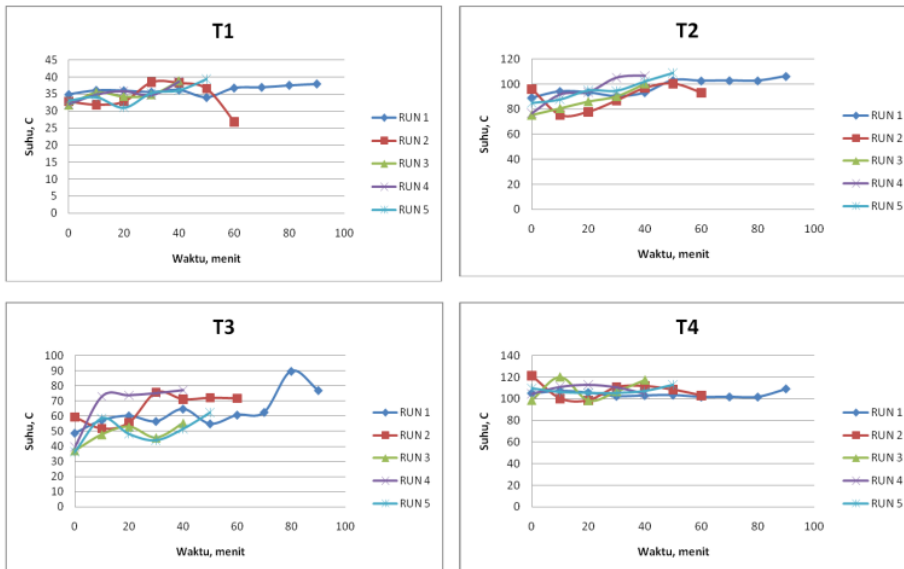 T1
45
40
35
30
25
20
15
10
5
0
Suhu, C
0 20 40 60 80 100
Waktu, menit
RUN 1
RUN 2
RUN 3
RUN 4
RUN 5
T2
120
100
80
60
40
20
0
Suhu, C
0 20 40 60 80 100
Waktu, menit
RUN 1
RUN 2
RUN 3
RUN 4
RUN 5
T3
100
90
80
70
60
50
40
30
20
10
0
Suhu, C
0 20 40 60 80 100
Waktu, menit
RUN 1
RUN 2
RUN 3
RUN 4
RUN 5
T4
140
120
100
80
60
40
20
0
Suhu, C
0 20 40 60 80 100
Waktu, menit
RUN 1
RUN 2
RUN 3
RUN 4
RUN 5